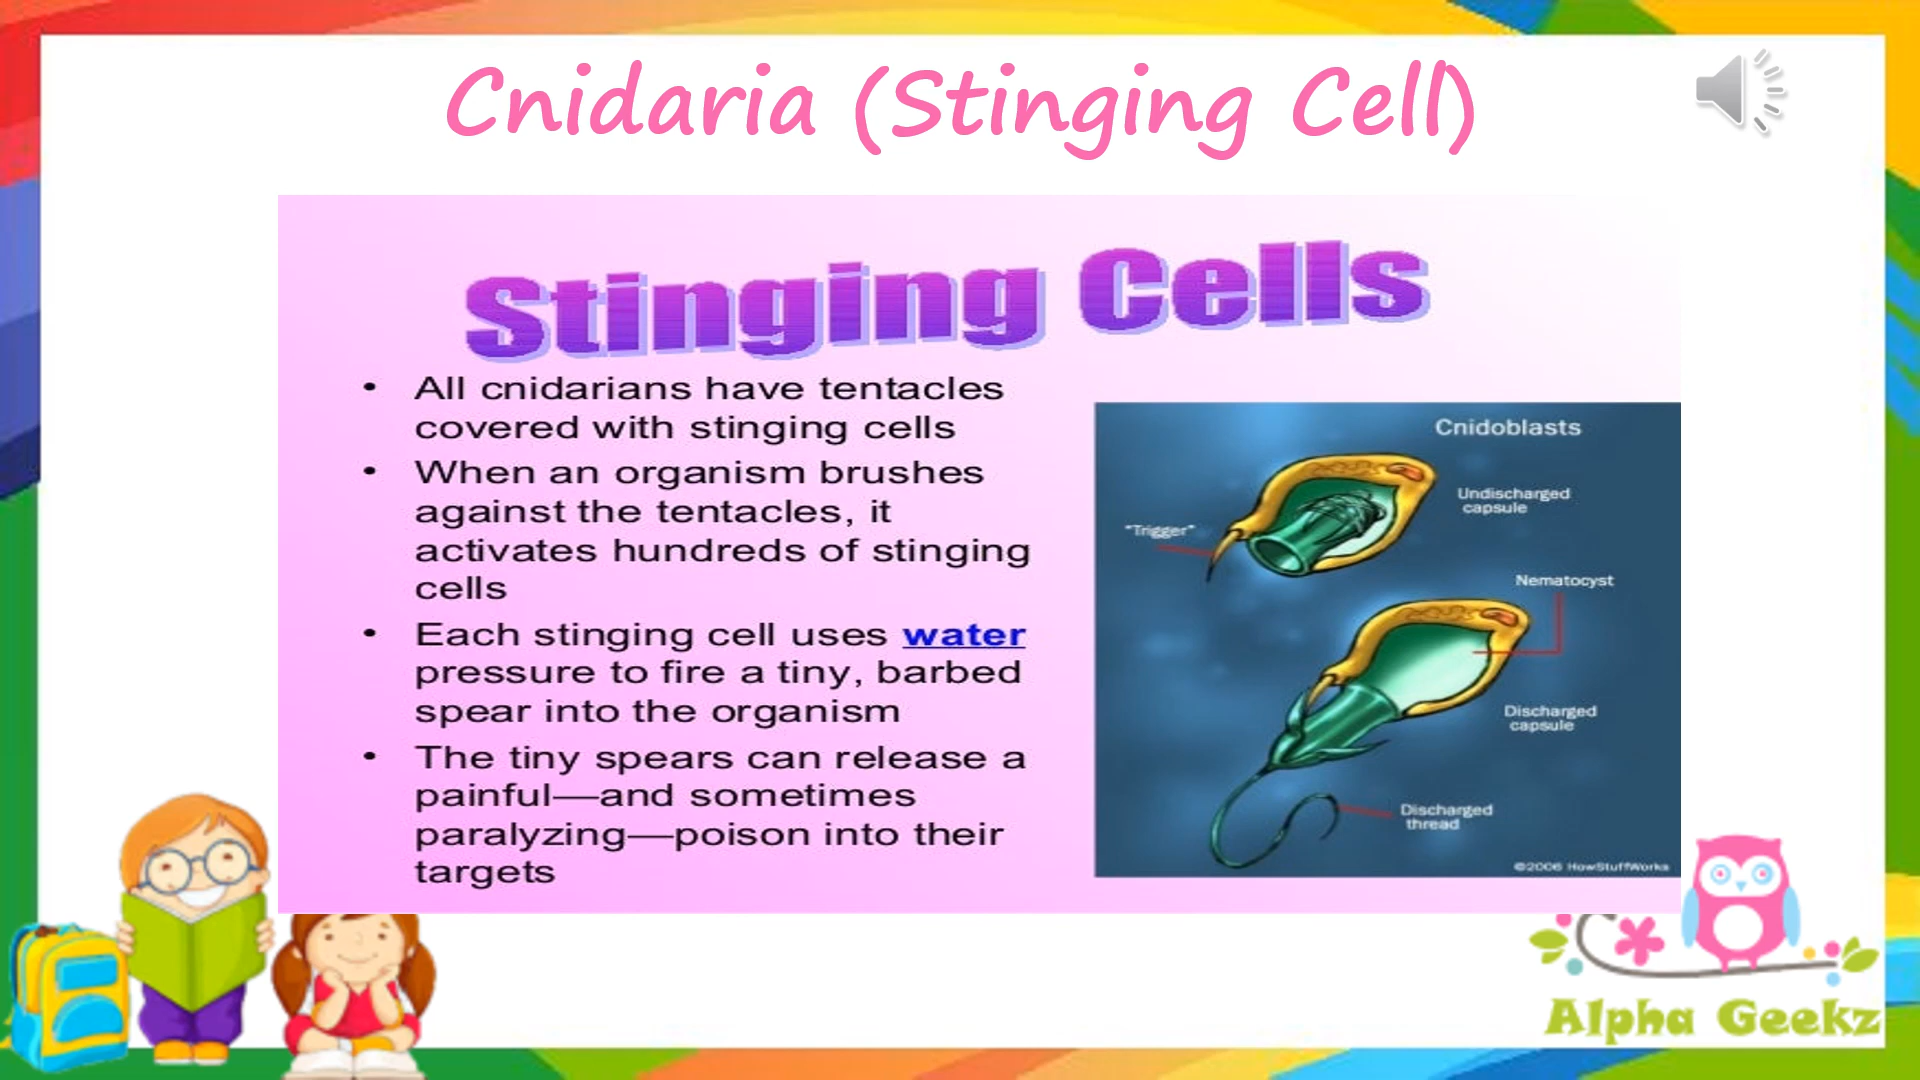 Cnidaria (Stinging Cell)
Stinging Cells
• All cnidarians have tentacles
covered with stinging cells
• When an organism brushes
against the tentacles, it
activates hundreds of stinging
cells
• Each stinging cell uses water
pressure to fire a tiny, barbed
spear into the organism
• The tiny spears can release a
painful—and sometimes
paralyzing—poison into their
targets
Cnidoblasts
Undischarged
capsule
"Trigger"
Nematocyst
Discharged
capsule
Discharged
thread
©2006 HowStuffWorks
Alpha Geekz